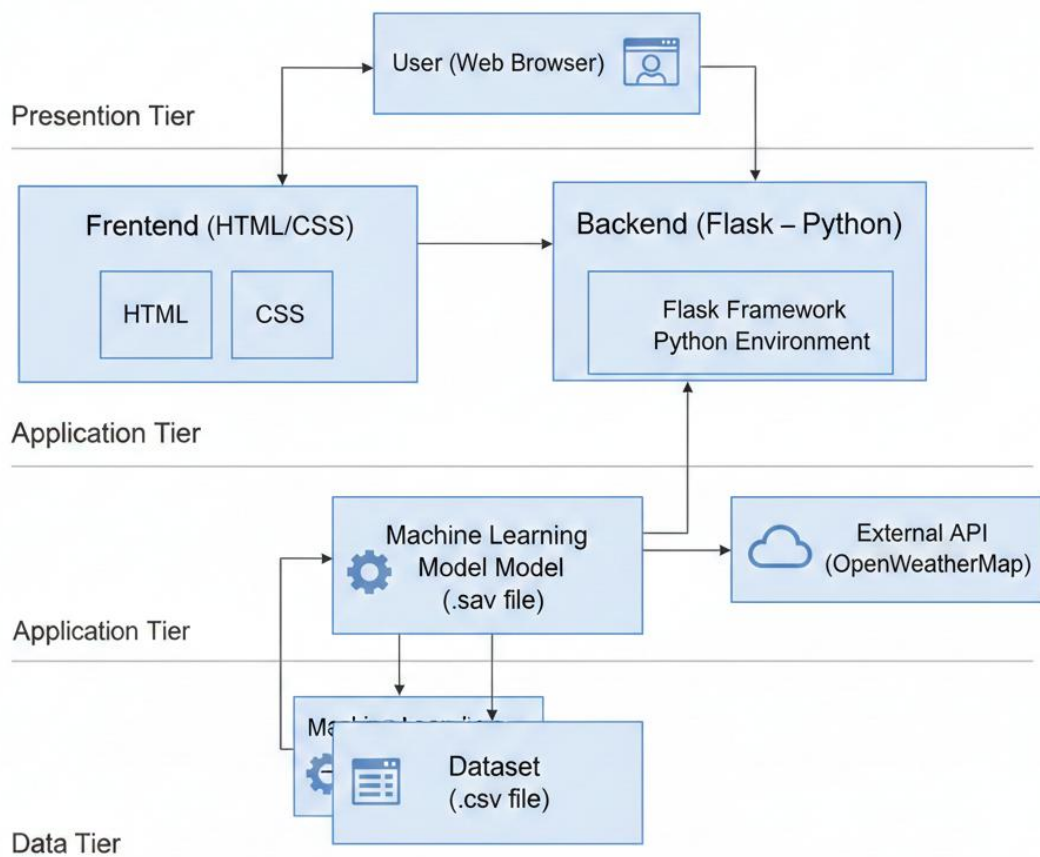 User (Web Browser)
Presention Tier
Frentend (HTML/CSS)
HTML
CSS
Backend (Flask – Python)
Flask Framework
Python Environment
Application Tier
Machine Learning
Model Model
(.sav file)
External API
(OpenWeatherMap)
Application Tier
Dataset
(.csv file)
Data Tier